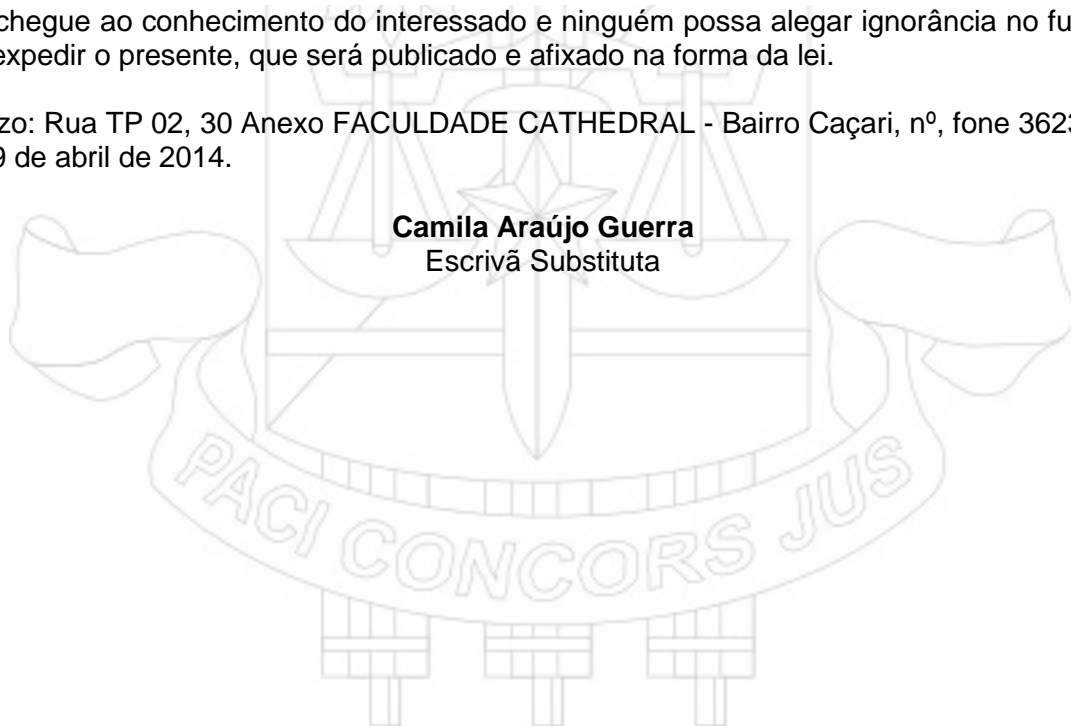 chegue ao conhecimento do interessado e ninguém possa alegar ignorância no fu
expedir o presente, que será publicado e afixado na forma da lei.
zo: Rua TP 02, 30 Anexo FACULDADE CATHEDRAL - Bairro Caçari, nº, fone 3623
9 de abril de 2014.
Camila Araújo Guerra
Escrivã Substituta
PACI CONCORS JUS